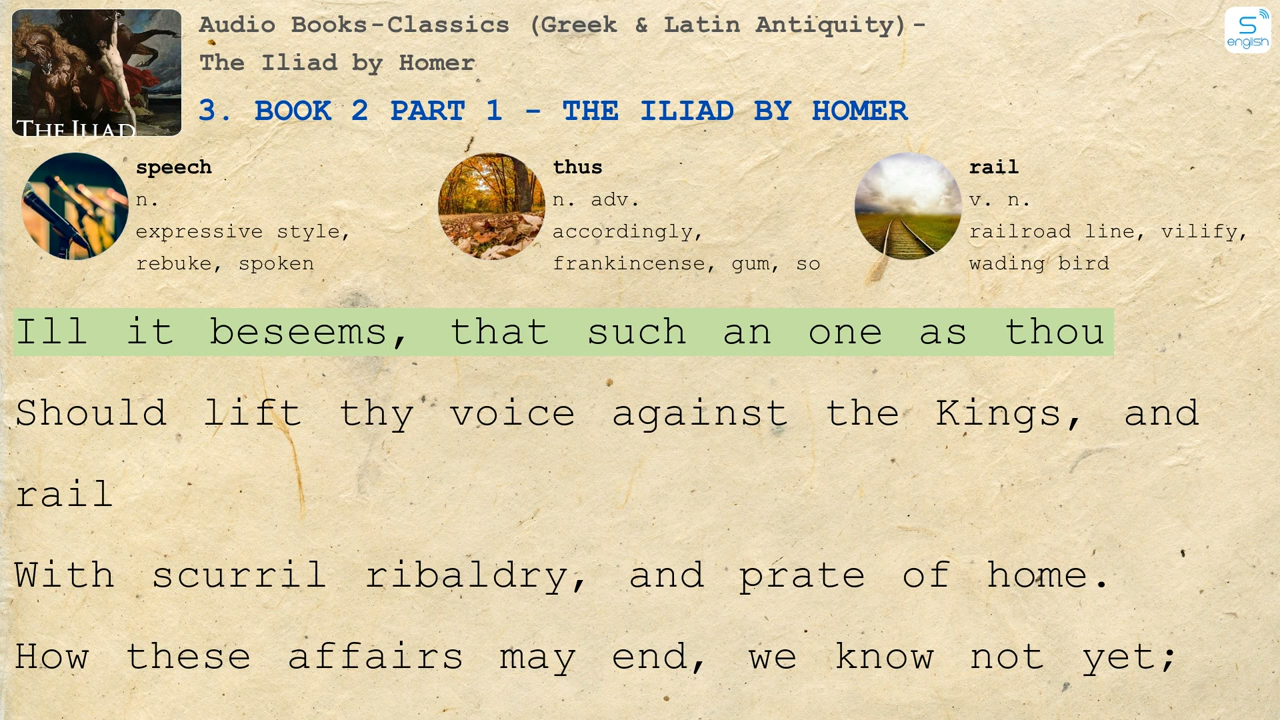 Audio Books-Classics (Greek & Latin Antiquity)-
The Iliad by Homer
3. BOOK 2 PART 1 - THE ILIAD BY HOMER
THE ILIAD
S
english
speech
n.
expressive style,
rebuke, spoken
thus
n. adv.
accordingly,
frankincense, gum, so
rail
v. n.
railroad line, vilify,
wading bird
Ill it beseems, that such an one as thou
Should lift thy voice against the Kings, and
rail
With scurril ribaldry, and prate of home.
How these affairs may end, we know not yet;